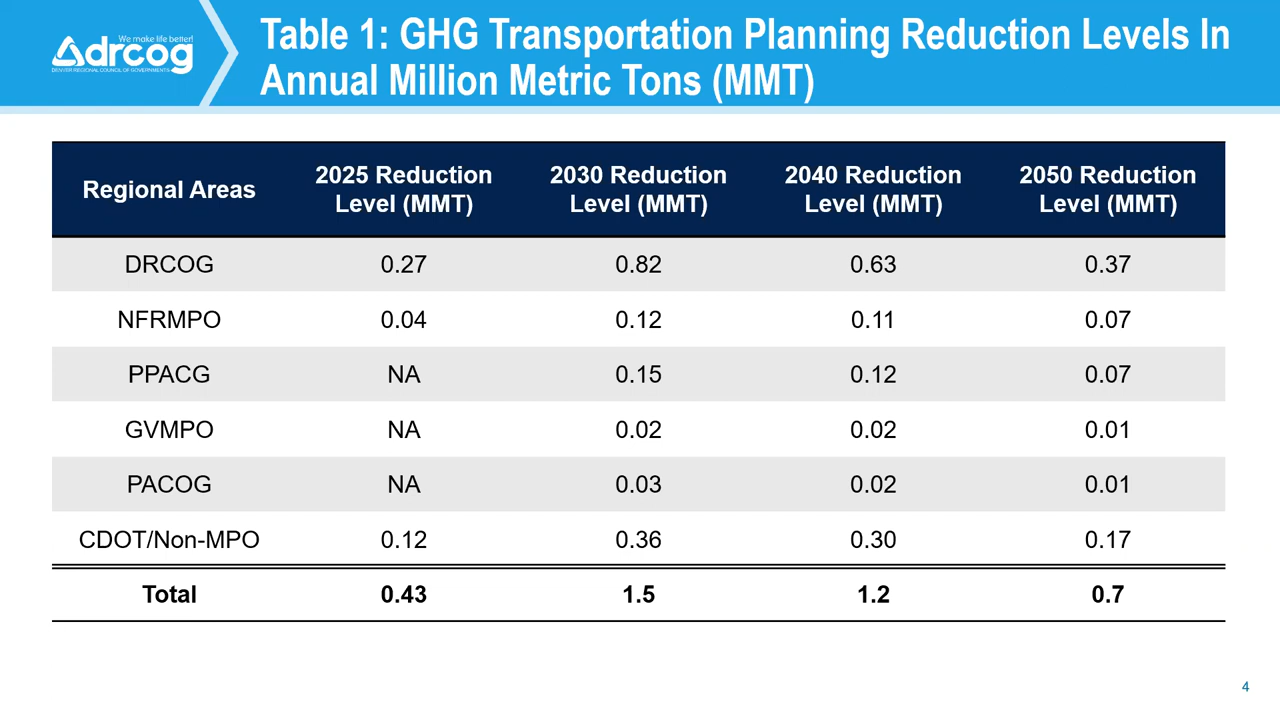 We make life better!
drcog
DENVER REGIONAL COUNCIL OF GOVERNMENTS
Table 1: GHG Transportation Planning Reduction Levels In
Annual Million Metric Tons (MMT)
Regional Areas 2025 Reduction Level (MMT) 2030 Reduction Level (MMT) 2040 Reduction Level (MMT) 2050 Reduction Level (MMT)
DRCOG 0.27 0.82 0.63 0.37
NFRMPO 0.04 0.12 0.11 0.07
PPACG NA 0.15 0.12 0.07
GVMPO NA 0.02 0.02 0.01
PACOG NA 0.03 0.02 0.01
CDOT/Non-MPO 0.12 0.36 0.30 0.17
Total 0.43 1.5 1.2 0.7
4